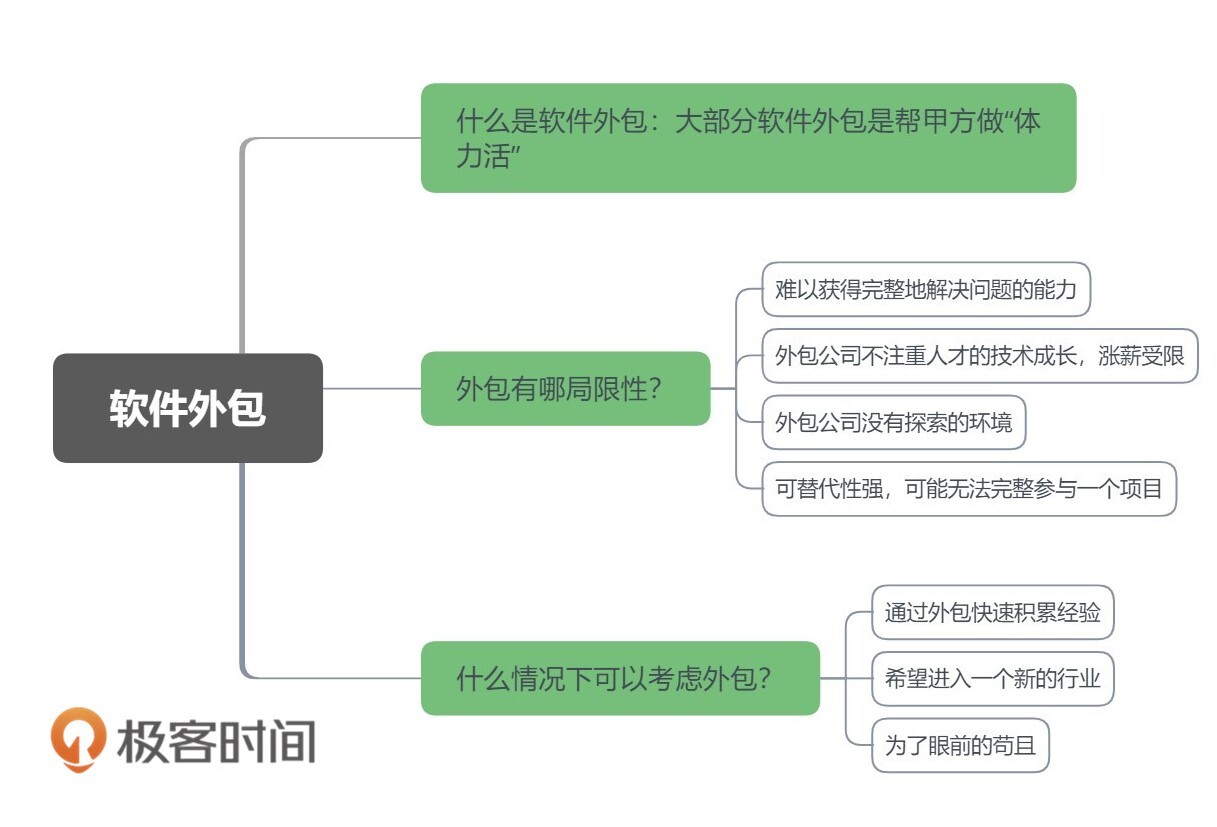 什么是软件外包：大部分软件外包是帮甲方做“体
力活”
难以获得完整地解决问题的能力
外包公司不注重人才的技术成长，涨薪受限
软件外包
外包有哪局限性？
外包公司没有探索的环境
可替代性强，可能无法完整参与一个项目
通过外包快速积累经验
什么情况下可以考虑外包？
希望进入一个新的行业
为了眼前的苟且
极客时间